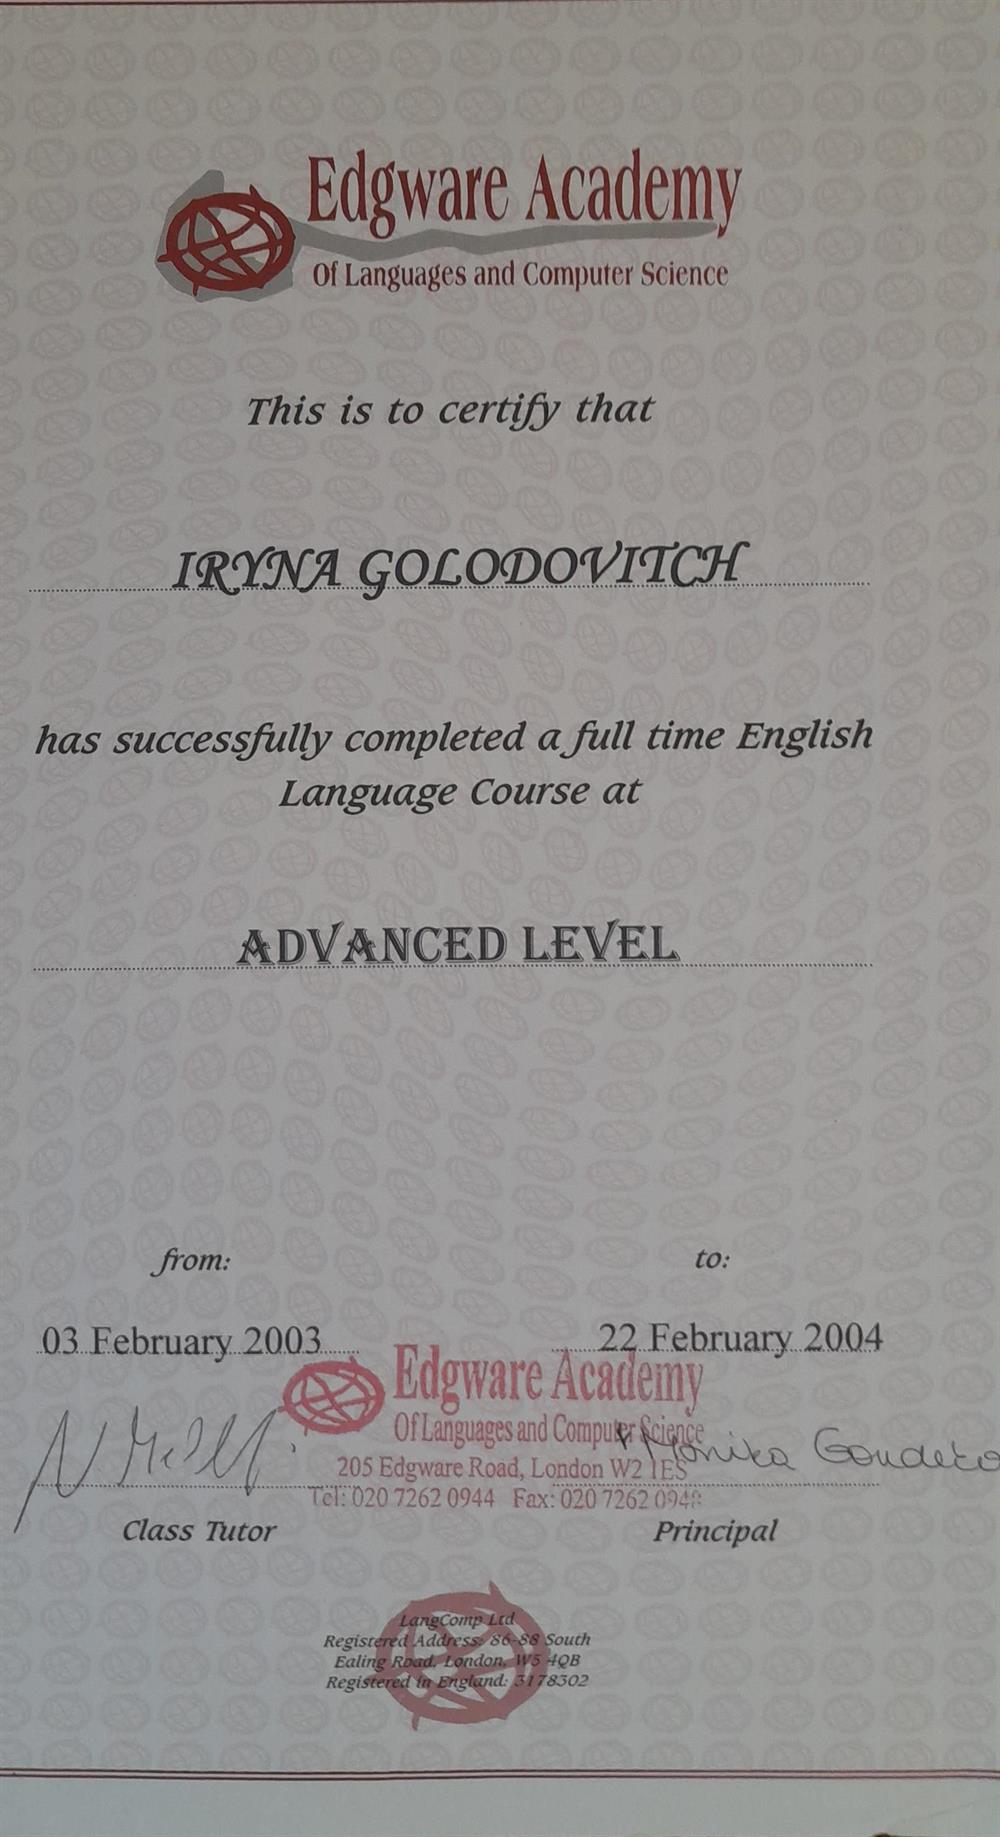 Edgware Academy
Of Languages and Computer Science
This is to certify that
IRYNA GOLODOVITCH
has successfully completed a full time English
Language Course at
ADVANCED LEVEL
from:
to:
03 February 2003
22 February 2004
Edgware Academy
Of Languages and Computer Science
205 Edgware Road, London W2 1ES
Tel: 020 7262 0944 Fax: 020 7262 0948
Monika
Class Tutor
Principal
LangComp Ltd
Registered Address: 86-88 South
Ealing Road, London, W5 4QB
Registered in England: 3178302